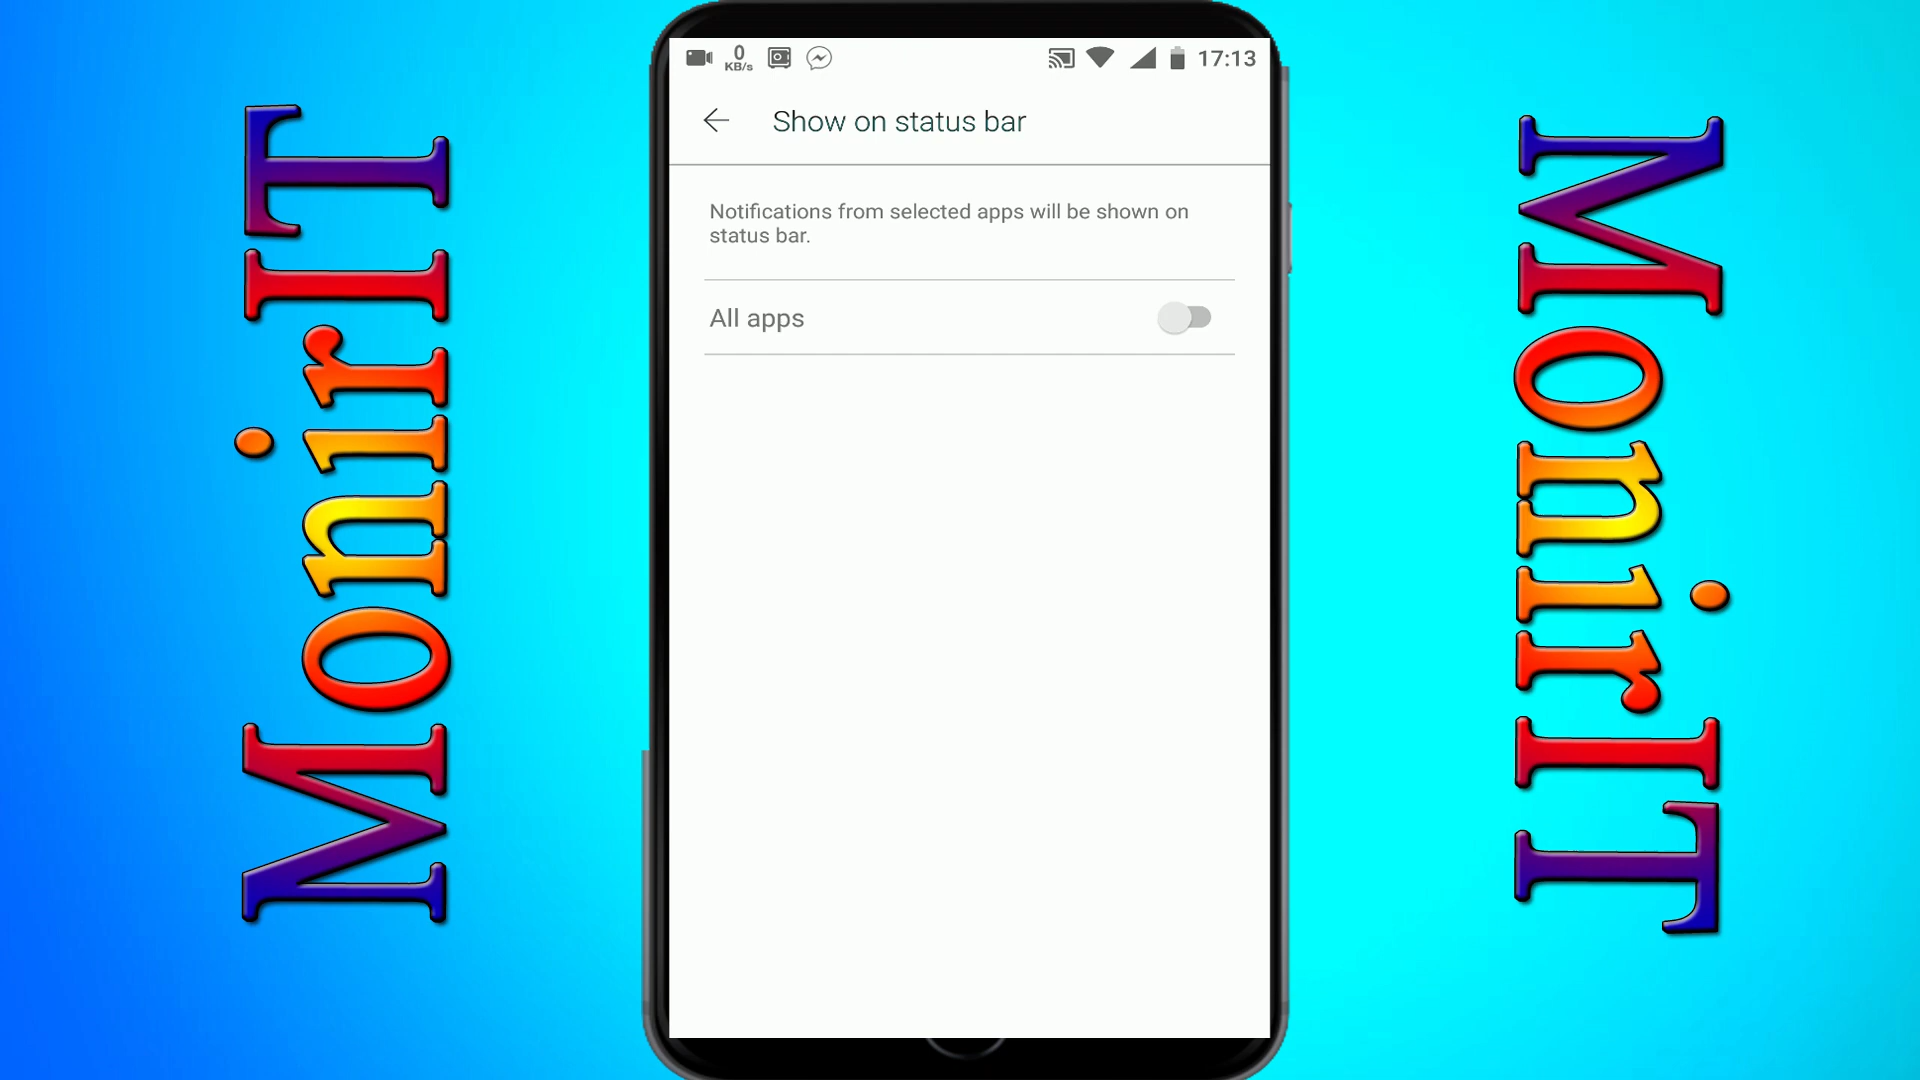 MonirIT
0
KB/s
17:13
Show on status bar
Notifications from selected apps will be shown on
status bar.
All apps
MonirIT